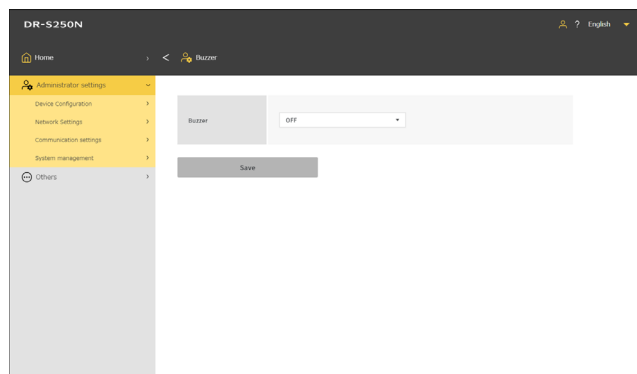 DR-S250N
? English
Home
Buzzer
Administrator settings
Device Configuration
Network Settings
Communication settings
System management
Others
Buzzer
OFF
Save